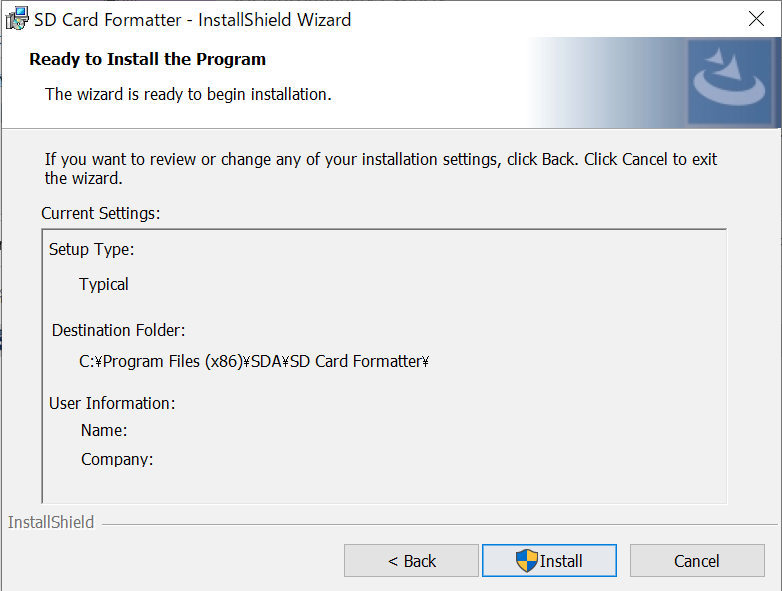 SD Card Formatter - InstallShield Wizard
Ready to Install the Program
The wizard is ready to begin installation.
If you want to review or change any of your installation settings, click Back. Click Cancel to exit
the wizard.
Current Settings:
Setup Type:
Typical
Destination Folder:
C:¥Program Files (x86)¥SDA¥SD Card Formatter¥
User Information:
Name:
Company:
InstallShield
< Back
Install
Cancel